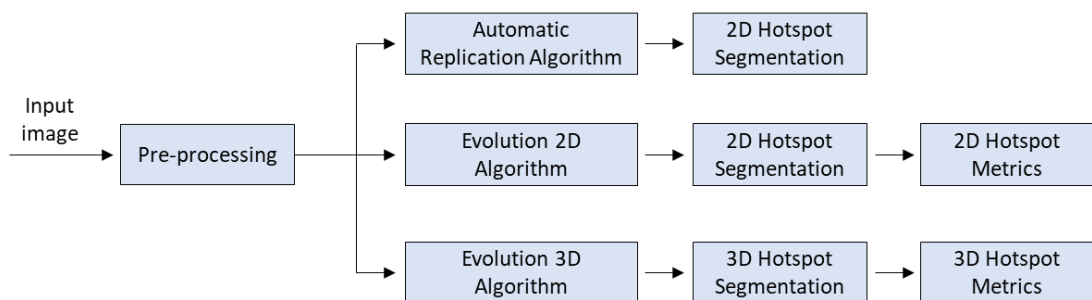 Automatic
Replication Algorithm
2D Hotspot
Segmentation
Input
image
Pre-processing
Evolution 2D
Algorithm
2D Hotspot
Segmentation
2D Hotspot
Metrics
Evolution 3D
Algorithm
3D Hotspot
Segmentation
3D Hotspot
Metrics